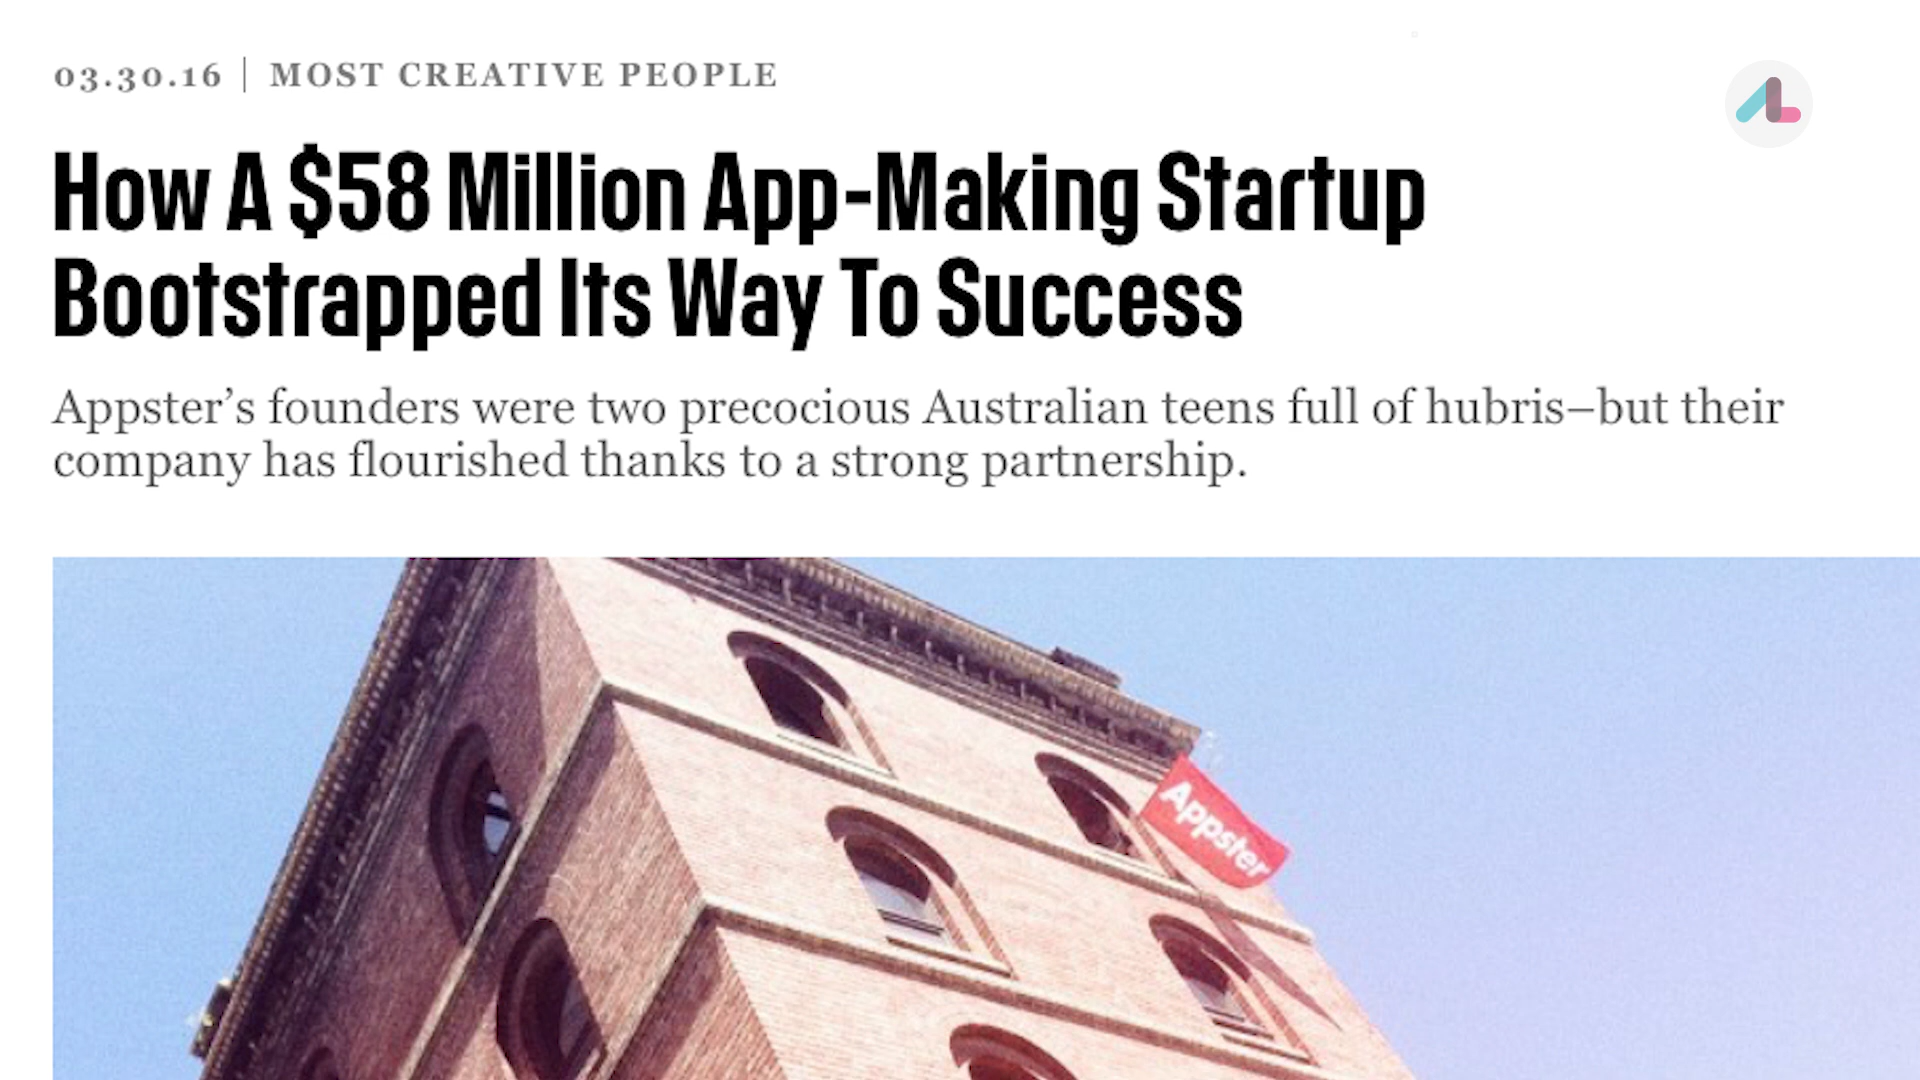 03.30.16 | MOST CREATIVE PEOPLE
How A $58 Million App-Making Startup
Bootstrapped Its Way To Success
Appster’s founders were two precocious Australian teens full of hubris–but their
company has flourished thanks to a strong partnership.
Appster